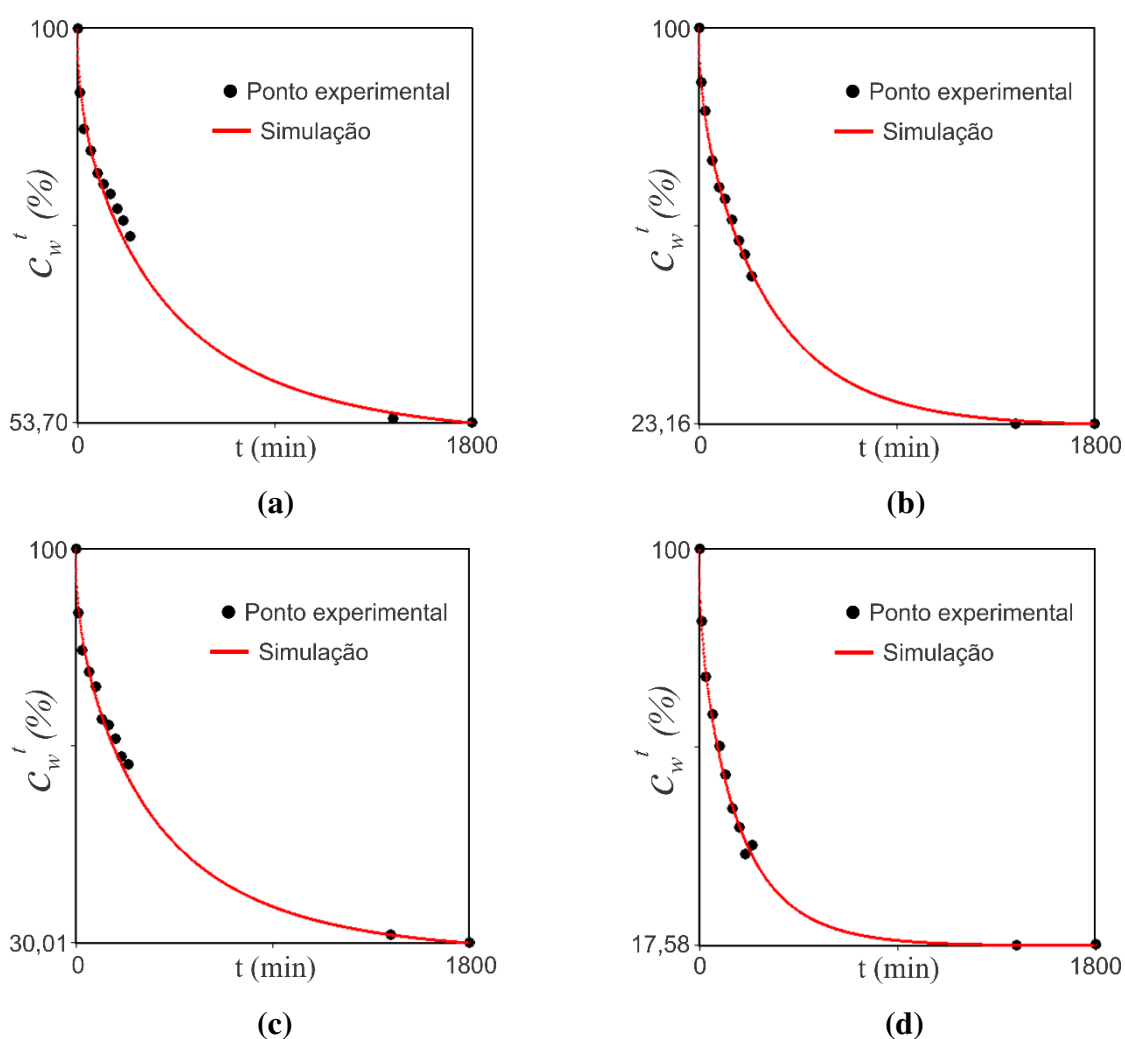 100
Ponto experimental
Simulação
c_w^t (%)
53,70
0
t (min)
1800
(a)
100
Ponto experimental
Simulação
c_w^t (%)
23,16
0
t (min)
1800
(b)
100
Ponto experimental
Simulação
c_w^t (%)
30,01
0
t (min)
1800
(c)
100
Ponto experimental
Simulação
c_w^t (%)
17,58
0
t (min)
1800
(d)